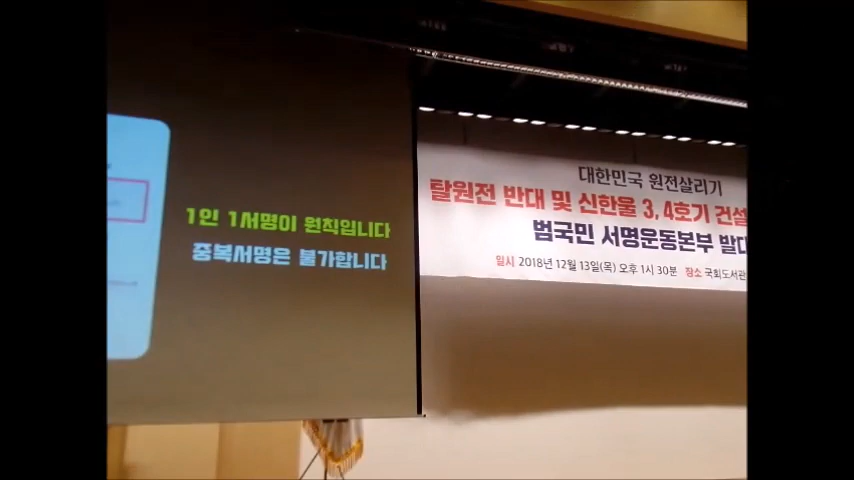 1인 1서명이 원칙입니다
중복서명은 불가합니다
대한민국 원전살리기
탈원전 반대 및 신한울 3, 4호기 건설
범국민 서명운동본부 발대
일시 2018년 12월 13일(목) 오후 1시 30분 장소 국회도서관